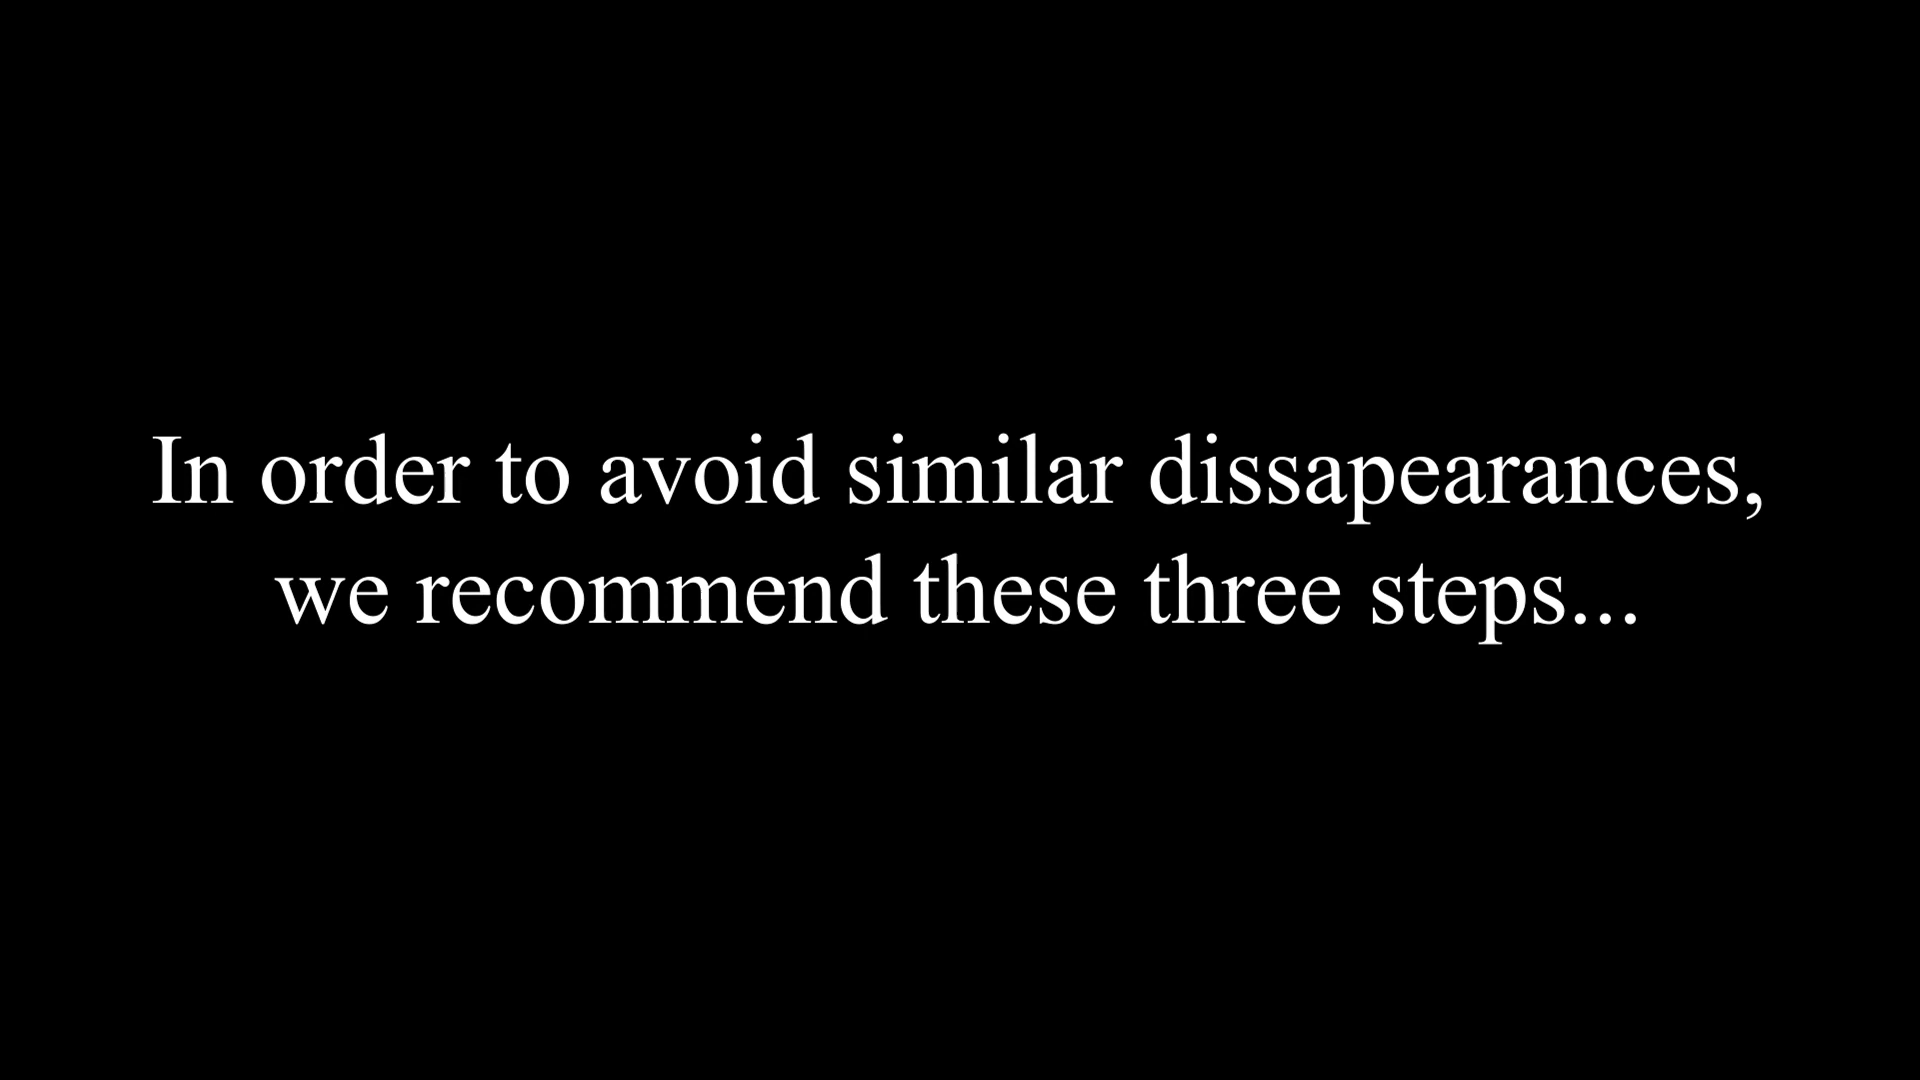 In order to avoid similar dissapearances,
we recommend these three steps...